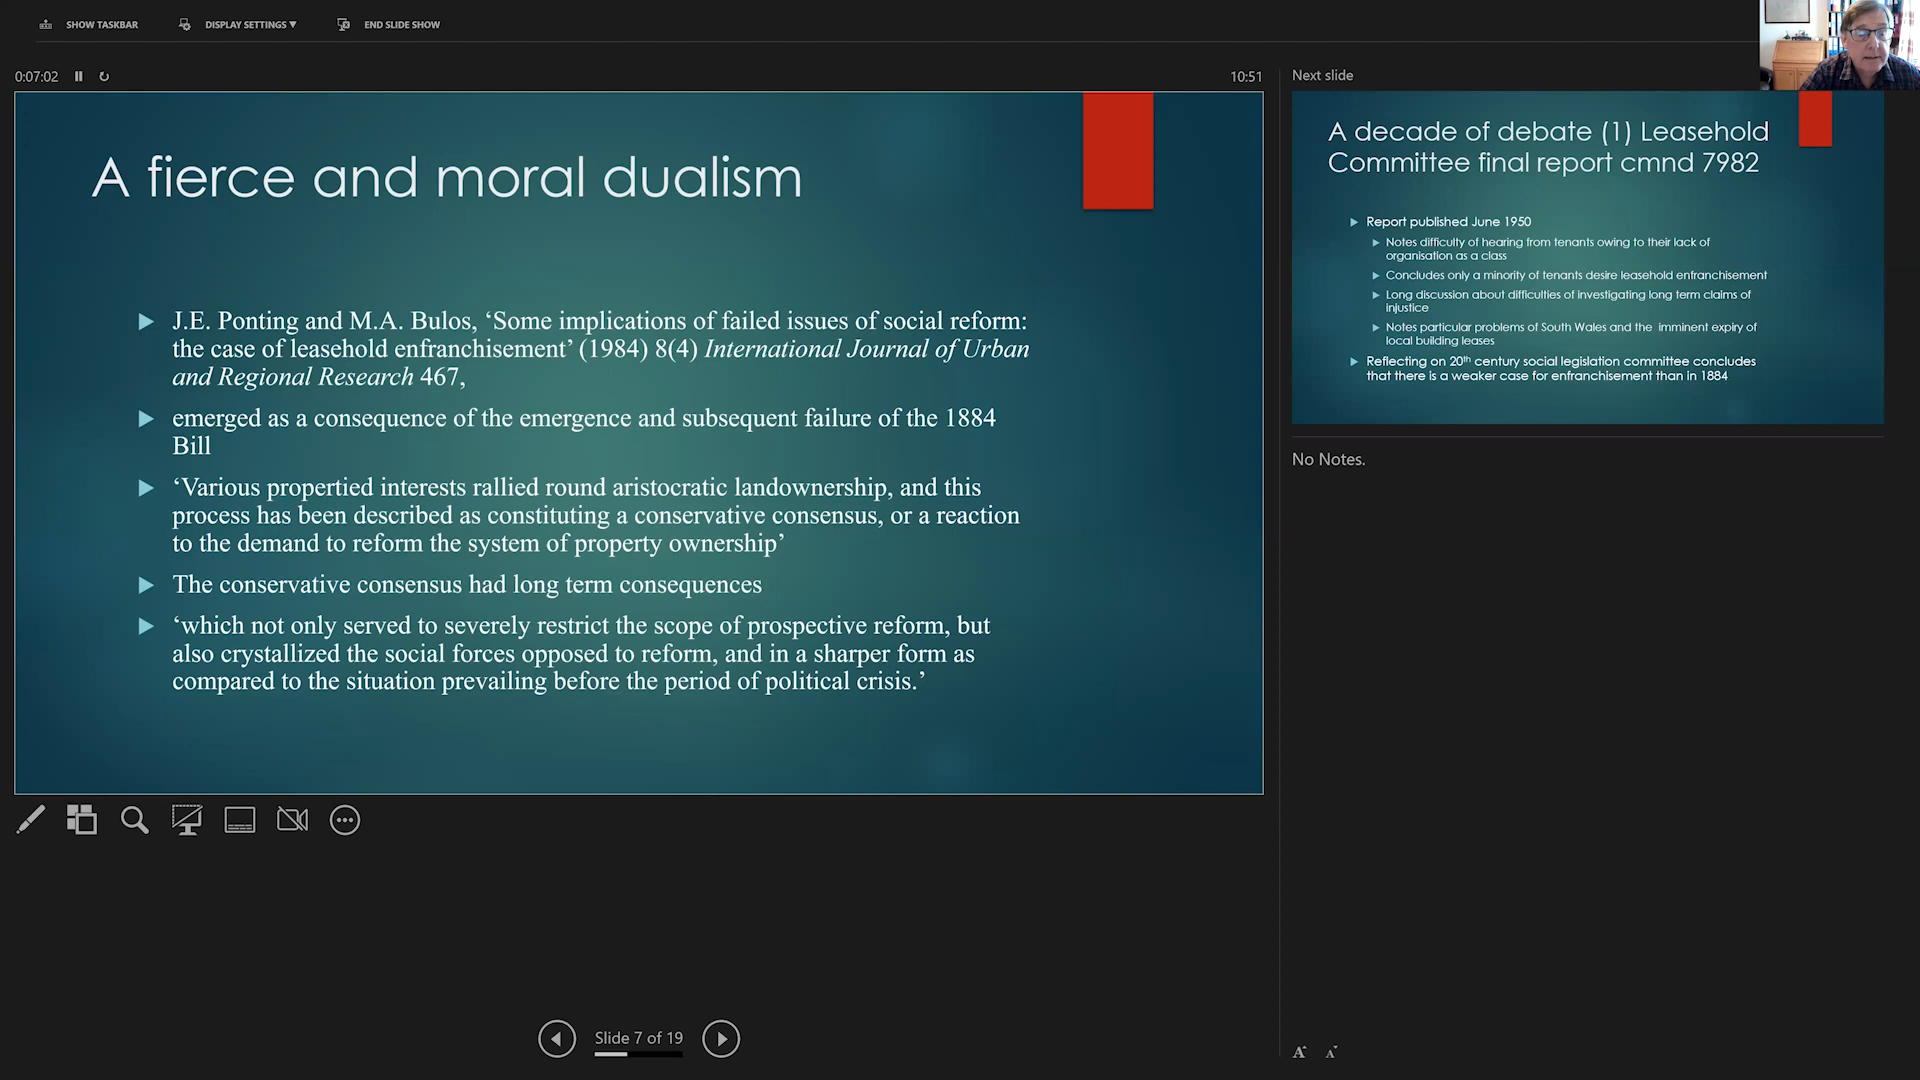 SHOW TASKBAR
DISPLAY SETTINGS ▼
END SLIDE SHOW
0:07:02
10:51
A fierce and moral dualism
J.E. Ponting and M.A. Bulos, ‘Some implications of failed issues of social reform:
the case of leasehold enfranchisement’ (1984) 8(4) International Journal of Urban
and Regional Research 467,
emerged as a consequence of the emergence and subsequent failure of the 1884
Bill
‘Various propertied interests rallied round aristocratic landownership, and this
process has been described as constituting a conservative consensus, or a reaction
to the demand to reform the system of property ownership’
The conservative consensus had long term consequences
‘which not only served to severely restrict the scope of prospective reform, but
also crystallized the social forces opposed to reform, and in a sharper form as
compared to the situation prevailing before the period of political crisis.’
Slide 7 of 19
Next slide
A decade of debate (1) Leasehold
Committee final report cmnd 7982
Report published June 1950
Notes difficulty of hearing from tenants owing to their lack of
organisation as a class
Concludes only a minority of tenants desire leasehold enfranchisement
Long discussion about difficulties of investigating long term claims of
injustice
Notes particular problems of South Wales and the imminent expiry of
local building leases
Reflecting on 20th century social legislation committee concludes
that there is a weaker case for enfranchisement than in 1884
No Notes.
A A